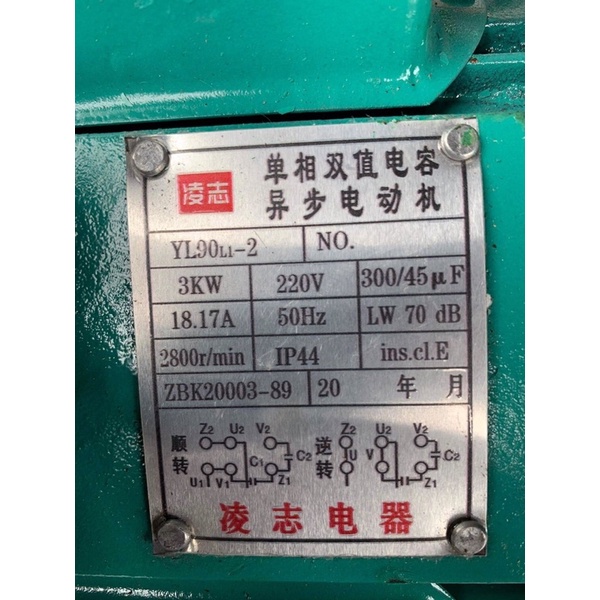 凌志
单相双值电容
异步电动机
YL90L1-2 NO.
3KW 220V 300/45μF
18.17A 50Hz LW 70 dB
2800r/min IP44 ins.cl.E
ZBK20003-89 20 年 月
顺转 Z2 U2 V2 C1 C2 U1 V1 Z1
逆转 Z2 U2 V2 U V C2 Z1
凌志电器